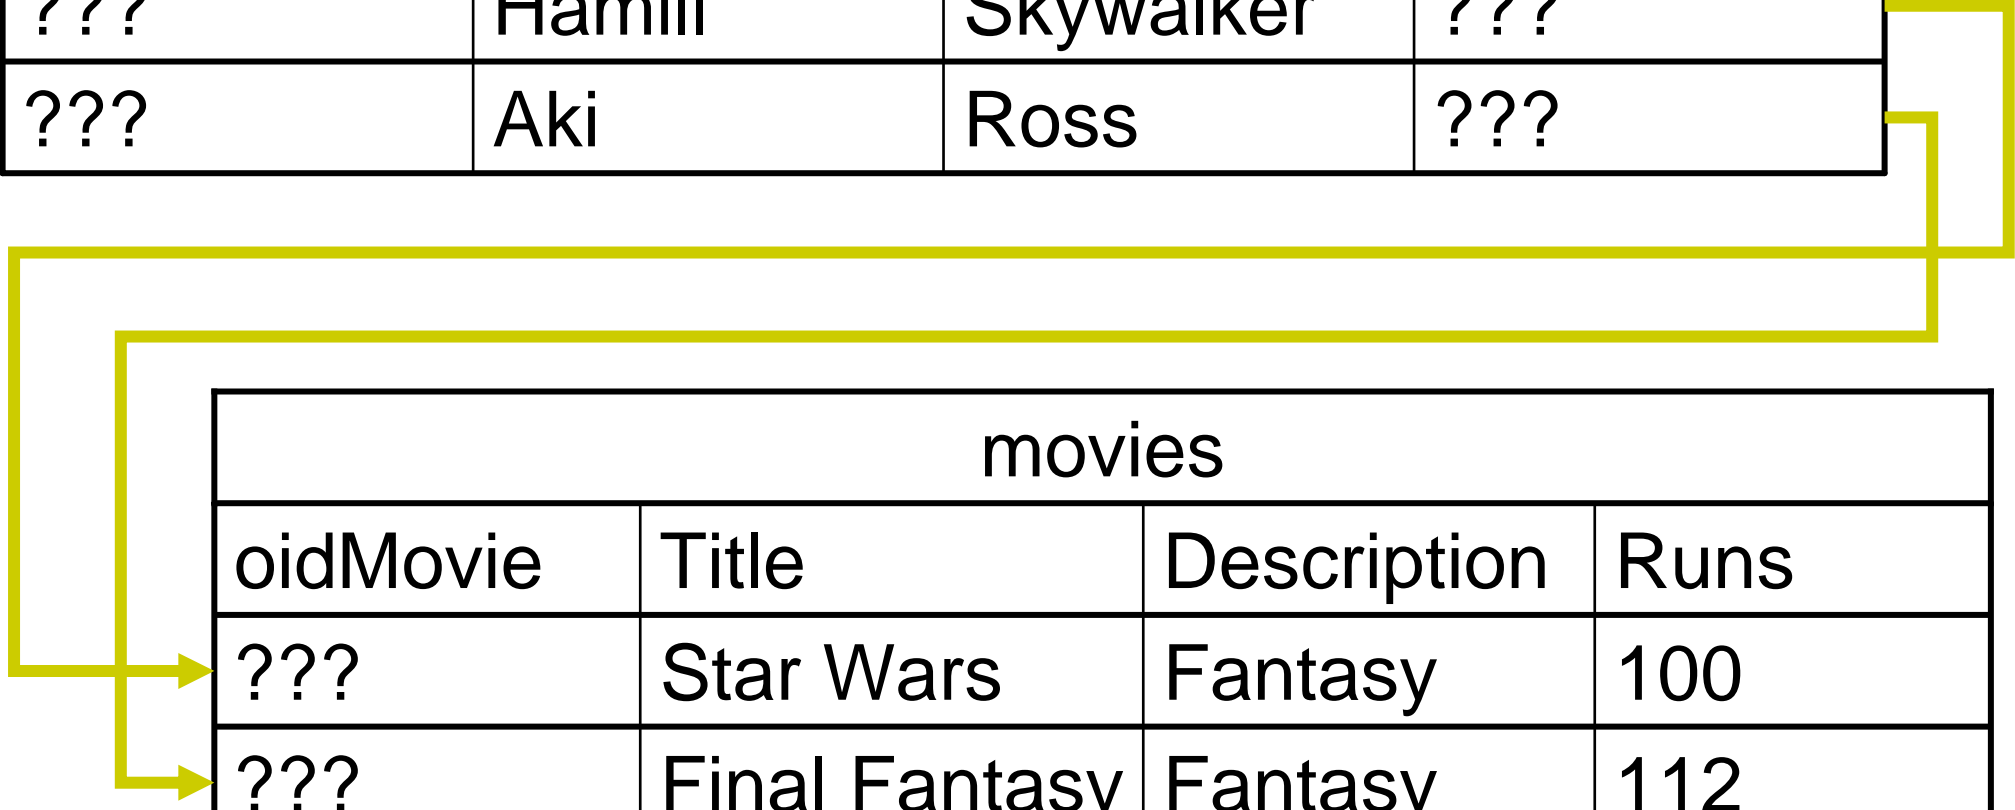 ??? Hamill Skywalker ???
??? Aki Ross ???
movies
oidMovie Title Description Runs
??? Star Wars Fantasy 100
??? Final Fantasy Fantasy 112